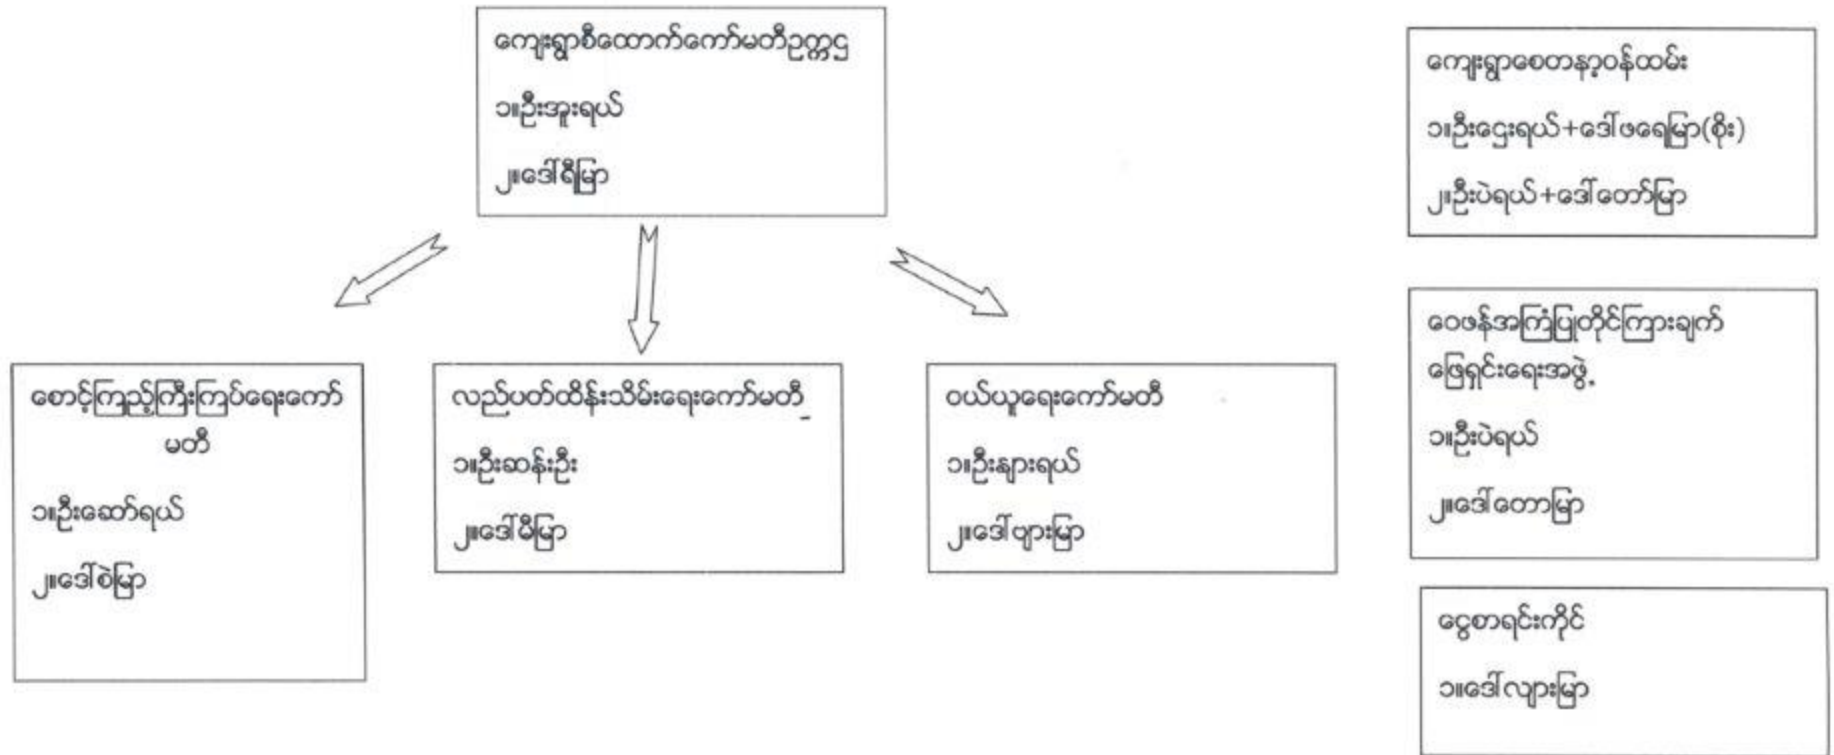 ကျေးရွာစီထောက်ကော်မတီဥက္ကဌ
၁။ဦးအူးရယ်
၂။ဒေါ်ရီမြာ
ကျေးရွာစေတနာ့ဝန်ထမ်း
၁။ဦးဌေးရယ်+ဒေါ်ဖရေမြာ(စိုး)
၂။ဦးပဲရယ်+ဒေါ်တော်မြာ
ဝေဖန်အကြံပြုတိုင်ကြားချက်
ဖြေရှင်းရေးအဖွဲ့
၁။ဦးပဲရယ်
၂။ဒေါ်တောမြာ
စောင့်ကြည့်ကြီးကြပ်ရေးကော်
မတီ
၁။ဦးဆော်ရယ်
၂။ဒေါ်စဲမြာ
လည်ပတ်ထိန်းသိမ်းရေးကော်မတီ
၁။ဦးဆန်းဦး
၂။ဒေါ်မီမြာ
ဝယ်ယူရေးကော်မတီ
၁။ဦးနျားရယ်
၂။ဒေါ်ဗျားမြာ
ငွေစာရင်းကိုင်
၁။ဒေါ်လျားမြာ